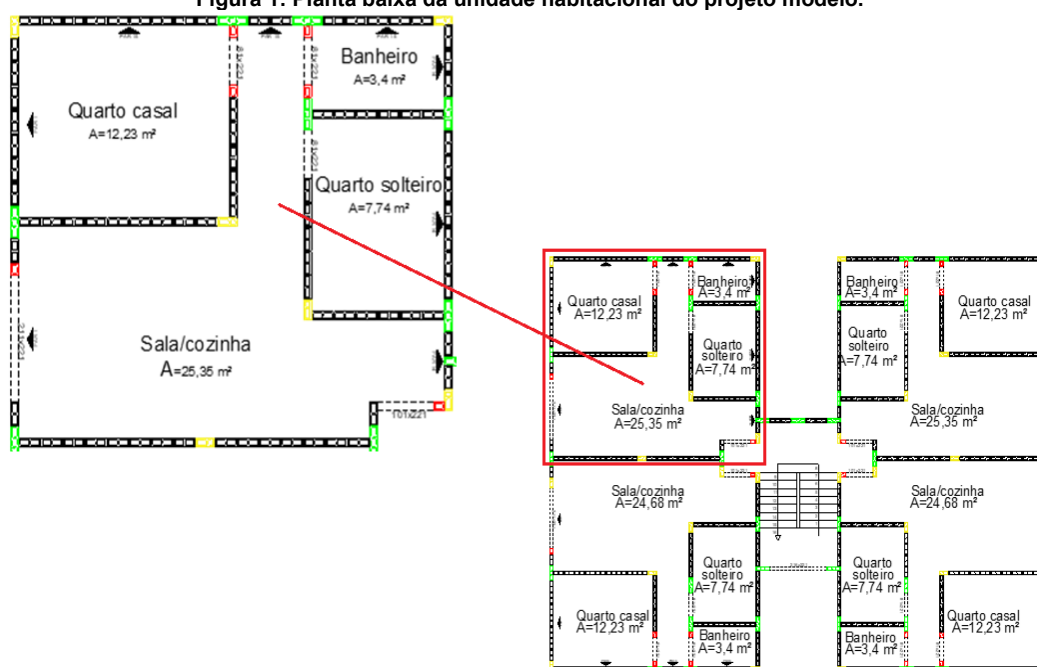 Figura 1: Planta baixa da unidade habitacional do projeto modelo.
Banheiro
A=3,4 m²
Quarto casal
A=12,23 m²
Quarto solteiro
A=7,74 m²
Sala/cozinha
A=25,35 m²
81x221
81x221
81x221
101x221
Quarto casal
A=12,23 m²
Banheiro
A=3,4 m²
Quarto
solteiro
A=7,74 m²
Sala/cozinha
A=25,35 m²
Banheiro
A=3,4 m²
Quarto casal
A=12,23 m²
Quarto
solteiro
A=7,74 m²
Sala/cozinha
A=25,35 m²
Sala/cozinha
A=24,68 m²
Sala/cozinha
A=24,68 m²
Quarto
solteiro
A=7,74 m²
Quarto casal
A=12,23 m²
Banheiro
A=3,4 m²
Quarto
solteiro
A=7,74 m²
Banheiro
A=3,4 m²
Quarto casal
A=12,23 m²